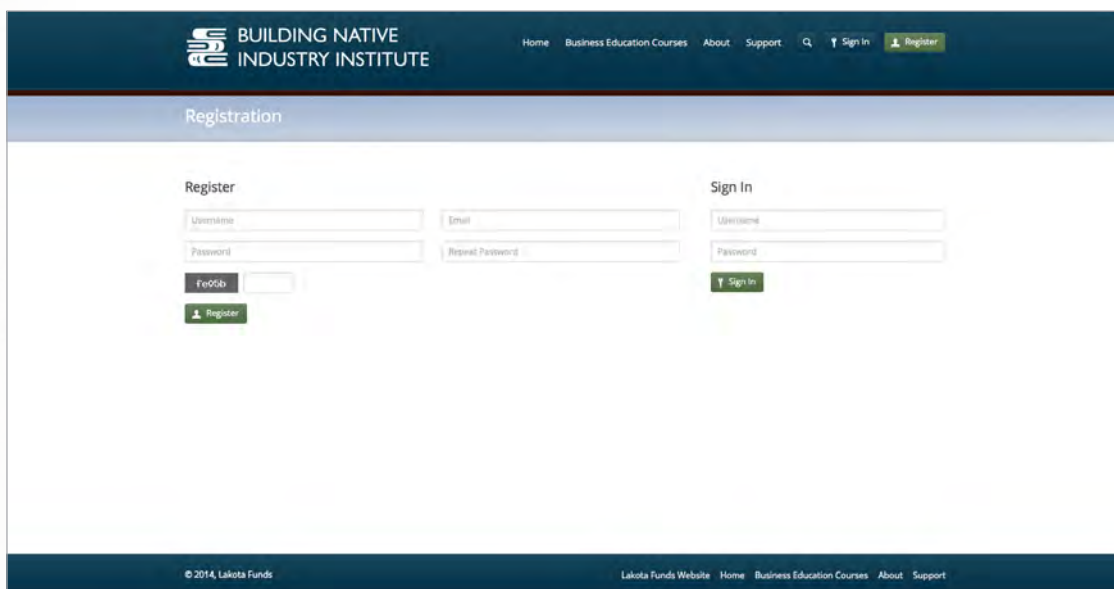 BUILDING NATIVE
INDUSTRY INSTITUTE
Home Business Education Courses About Support Sign In Register
Registration
Register
Username Email
Password Repeat Password
fe05b
Register
Sign In
Username
Password
Sign In
© 2014, Lakota Funds
Lakota Funds Website Home Business Education Courses About Support